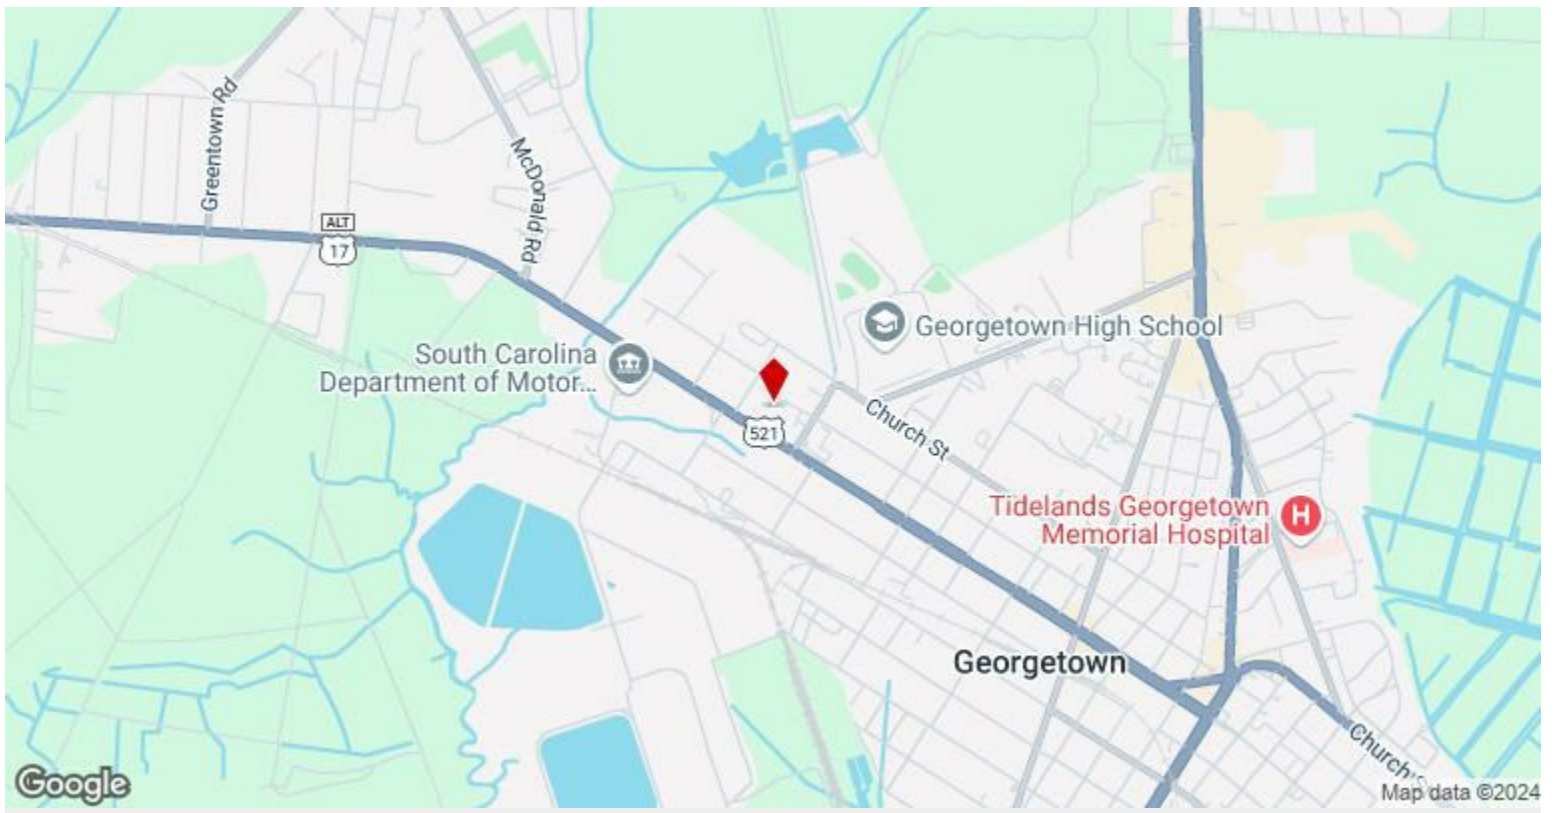 Greentown Rd
McDonald Rd
ALT
17
Georgetown High School
South Carolina
Department of Motor...
521
Church St
Tidelands Georgetown
Memorial Hospital
H
Georgetown
Church
Google
Map data ©2024